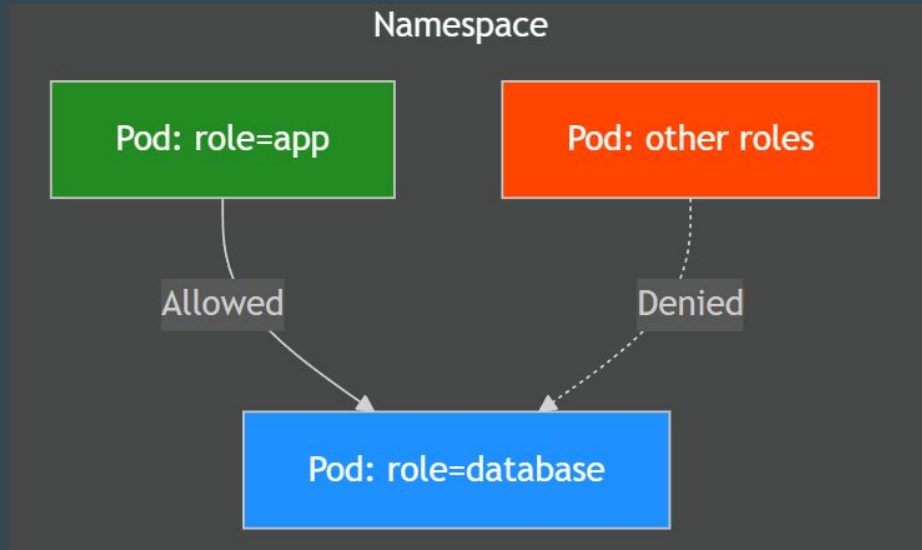 Namespace
Pod: role=app
Pod: other roles
Allowed
Denied
Pod: role=database